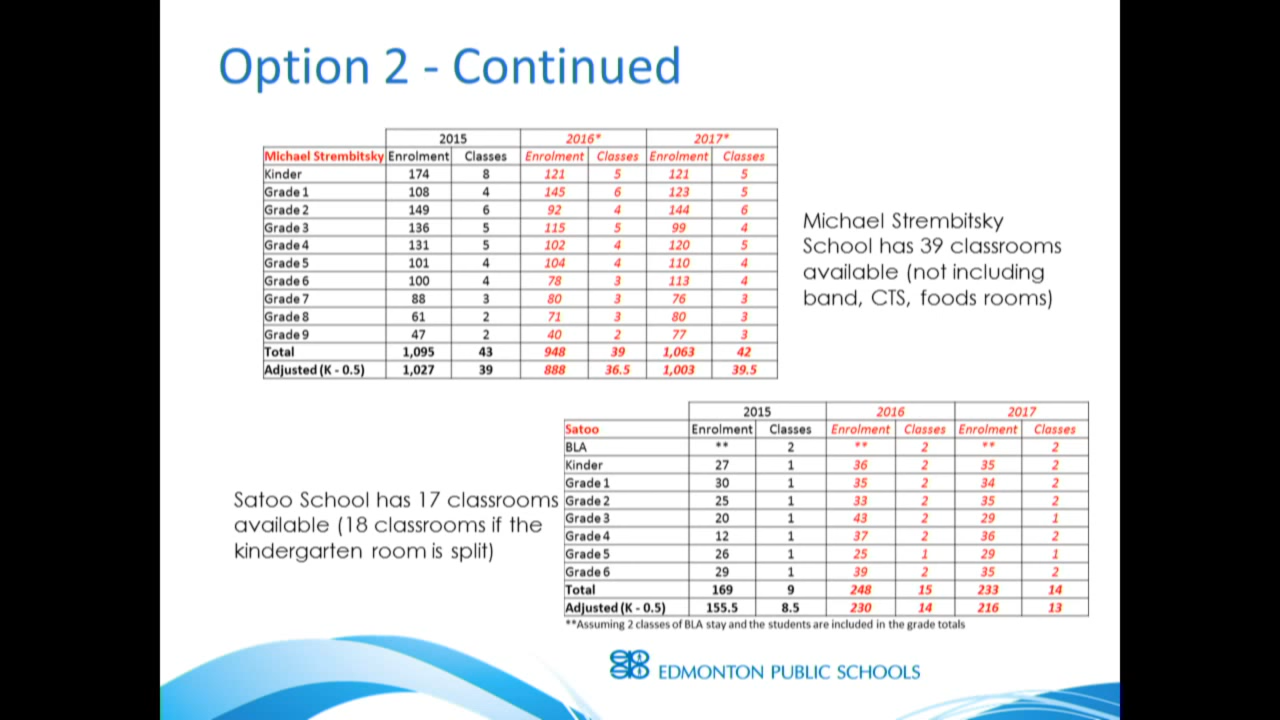 Option 2 - Continued
2015 2016* 2017*
Michael Strembitsky Enrolment Classes Enrolment Classes Enrolment Classes
Kinder 174 8 121 5 121 5
Grade 1 108 4 145 6 123 5
Grade 2 149 6 92 4 144 6
Grade 3 136 5 115 5 99 4
Grade 4 131 5 102 4 120 5
Grade 5 101 4 104 4 110 4
Grade 6 100 4 78 3 113 4
Grade 7 88 3 80 3 76 3
Grade 8 61 2 71 3 80 3
Grade 9 47 2 40 2 77 3
Total 1,095 43 948 39 1,063 42
Adjusted (K - 0.5) 1,027 39 888 36.5 1,003 39.5
Michael Strembitsky
School has 39 classrooms
available (not including
band, CTS, foods rooms)
2015 2016 2017
Satoo Enrolment Classes Enrolment Classes Enrolment Classes
BLA ** 2 ** 2 ** 2
Kinder 27 1 36 2 35 2
Grade 1 30 1 35 2 34 2
Grade 2 25 1 33 2 35 2
Grade 3 20 1 43 2 29 1
Grade 4 12 1 37 2 36 2
Grade 5 26 1 25 1 29 1
Grade 6 29 1 39 2 35 2
Total 169 9 248 15 233 14
Adjusted (K - 0.5) 155.5 8.5 230 14 216 13
**Assuming 2 classes of BLA stay and the students are included in the grade totals
Satoo School has 17 classrooms
available (18 classrooms if the
kindergarten room is split)
EDMONTON PUBLIC SCHOOLS